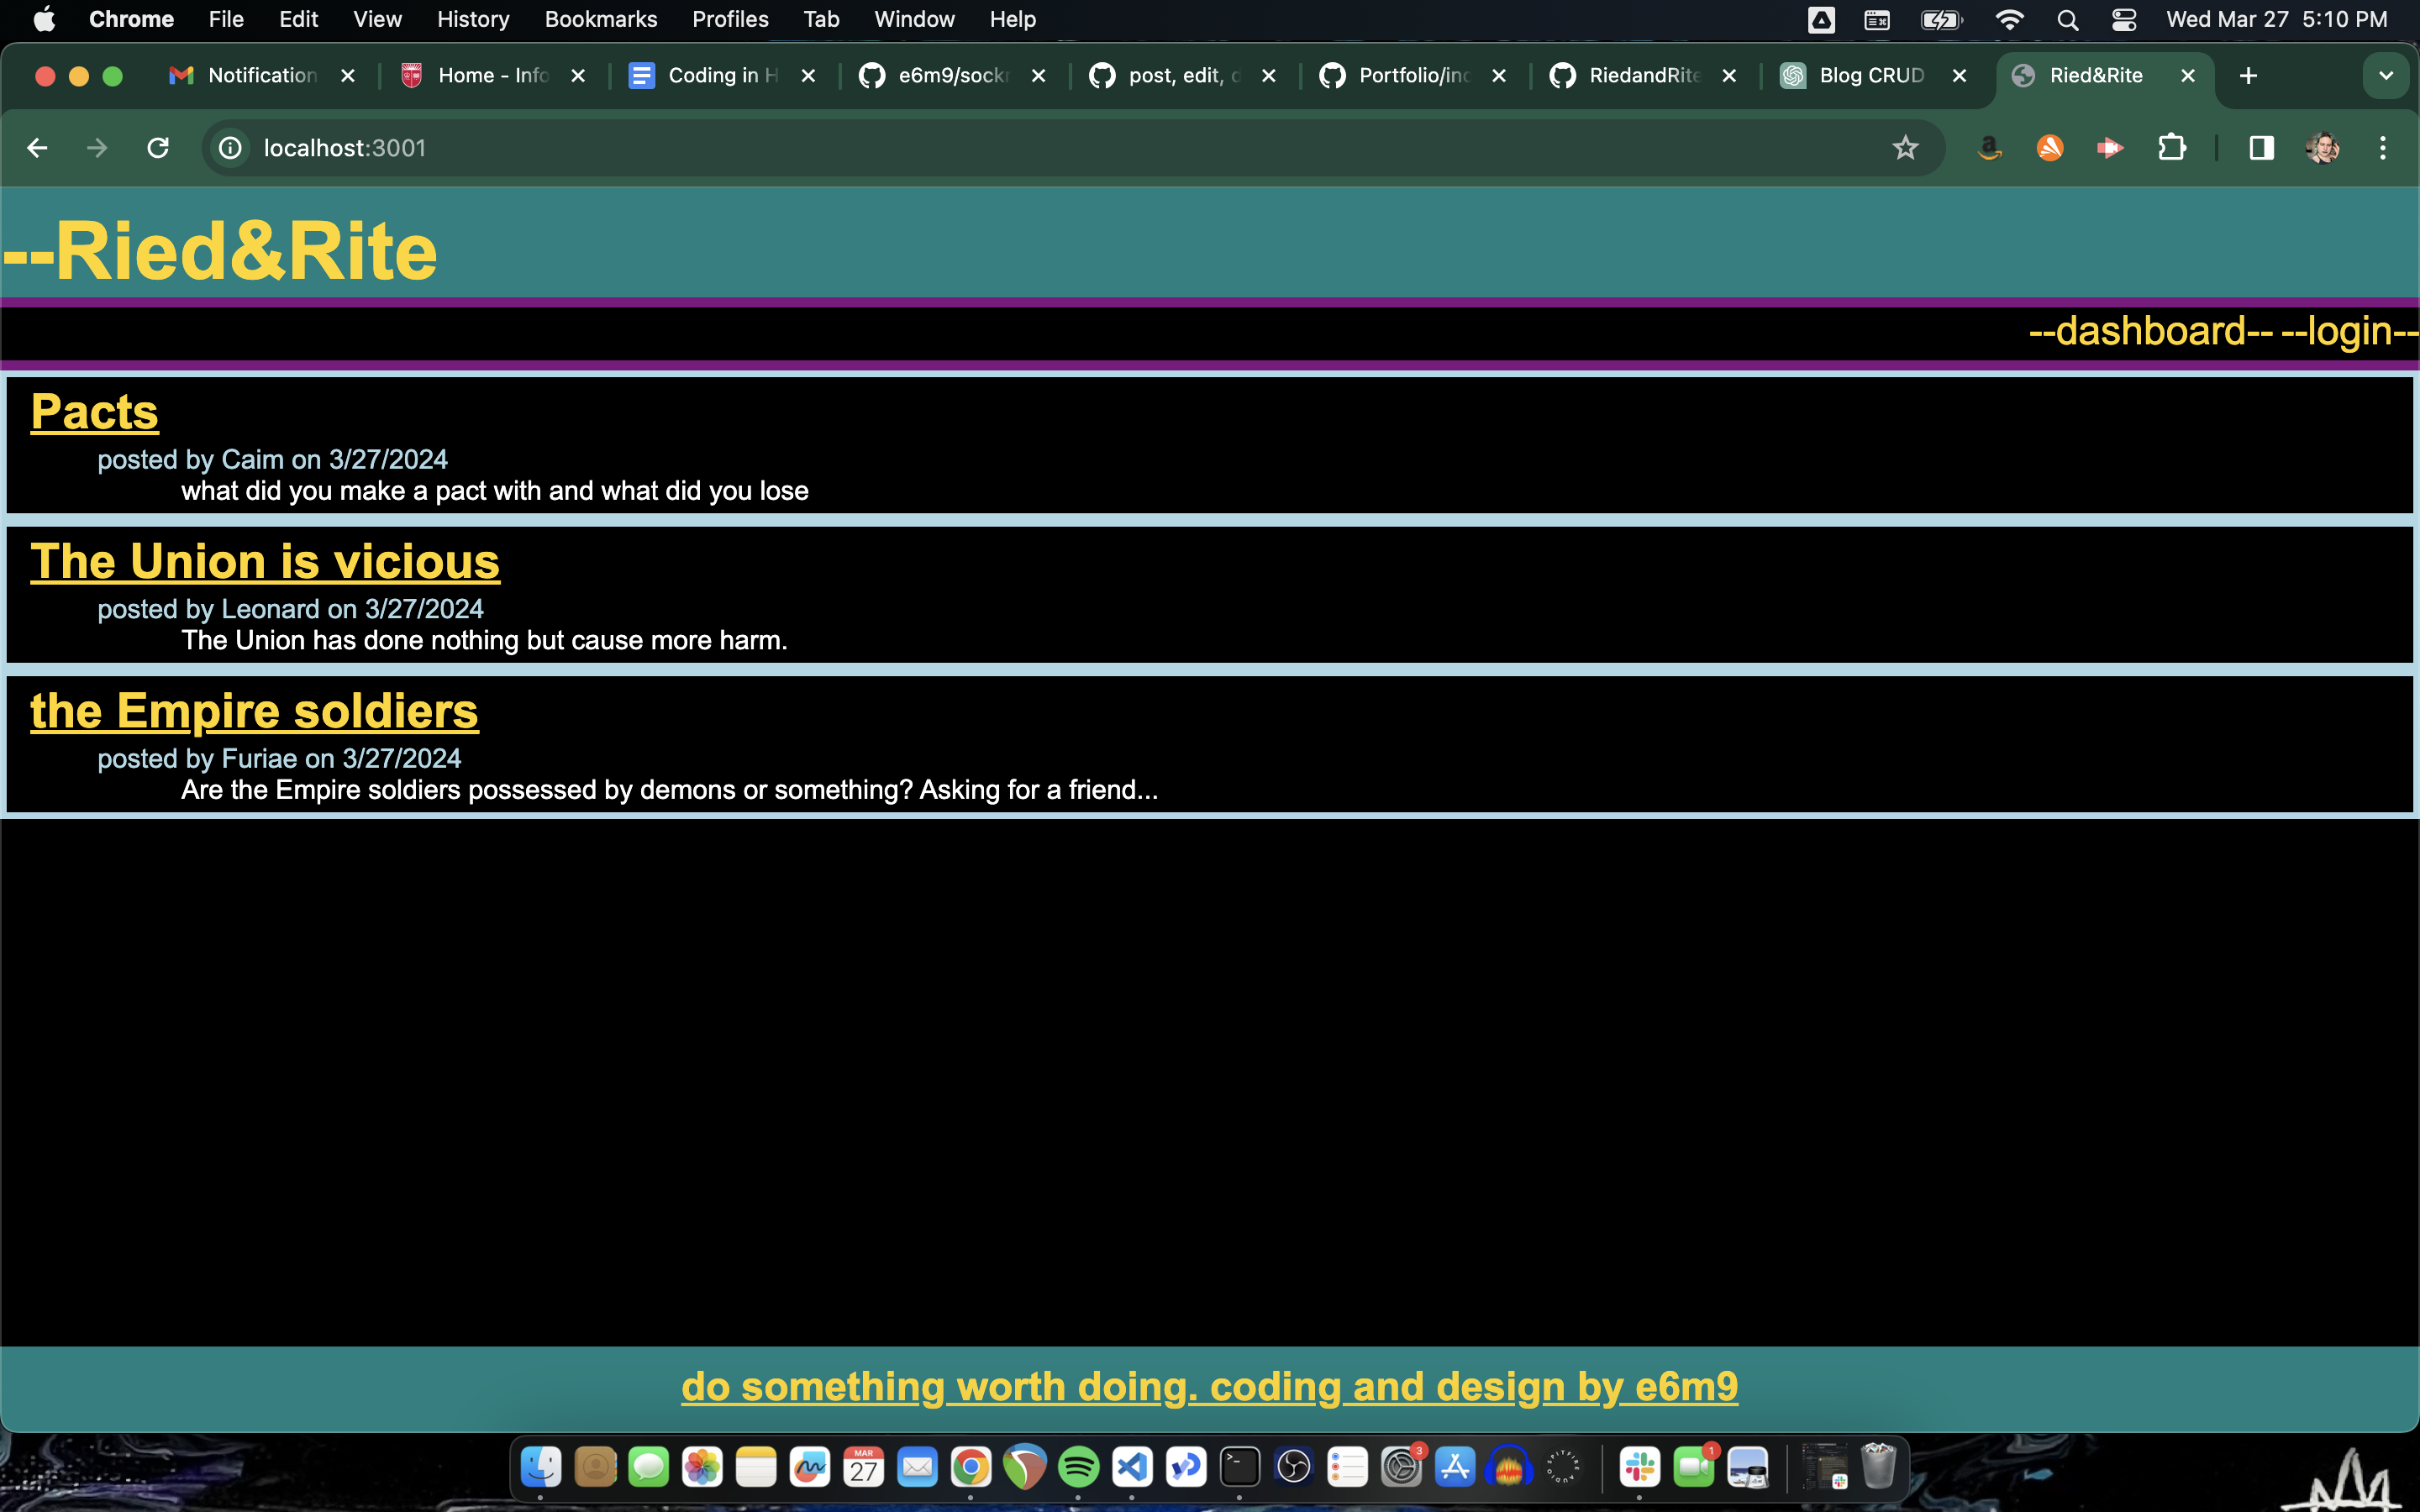 Chrome File Edit View History Bookmarks Profiles Tab Window Help Wed Mar 27 5:10 PM
Notification Home - Info Coding in H e6m9/sock post, edit, Portfolio/in RiedandRite Blog CRUD Ried&Rite
localhost:3001
--Ried&Rite
--dashboard-- --login--
Pacts
posted by Caim on 3/27/2024
what did you make a pact with and what did you lose
The Union is vicious
posted by Leonard on 3/27/2024
The Union has done nothing but cause more harm.
the Empire soldiers
posted by Furiae on 3/27/2024
Are the Empire soldiers possessed by demons or something? Asking for a friend...
do something worth doing. coding and design by e6m9
MAR
27
3
1